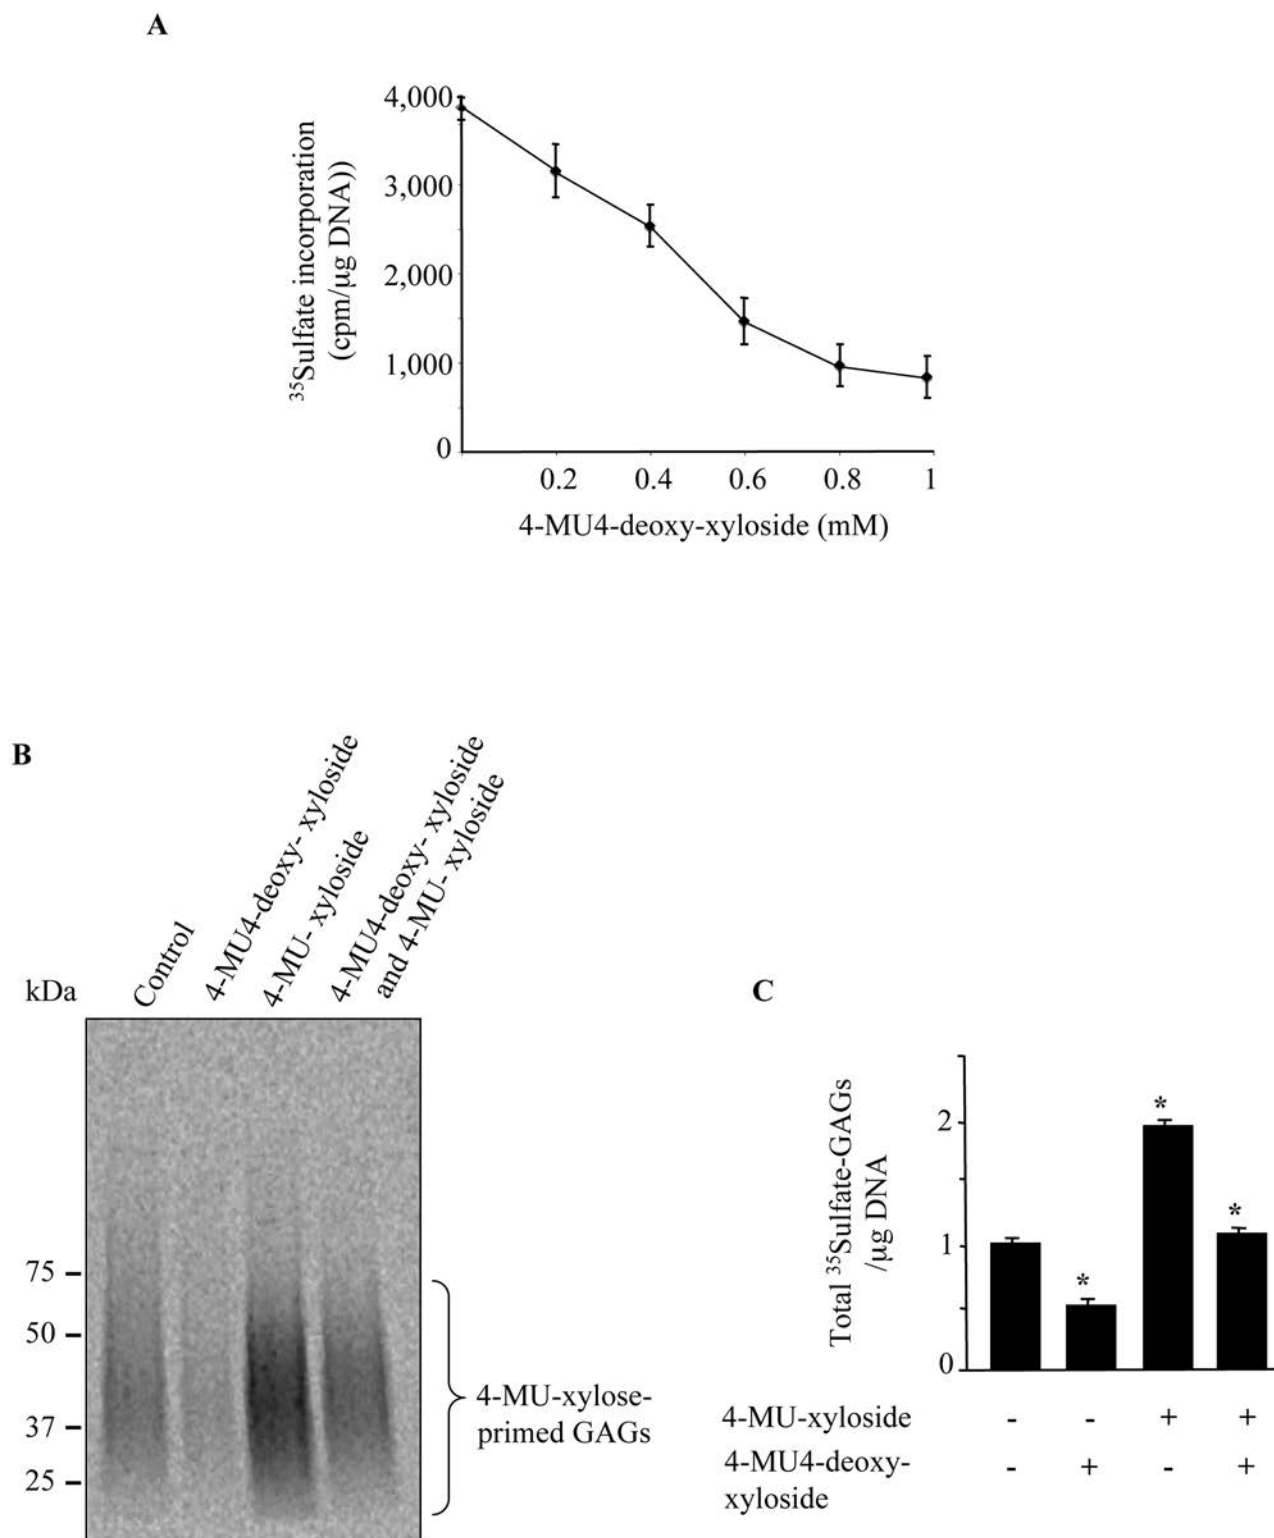 A
4,000
3,000
2,000
1,000
0
³⁵Sulfate incorporation
(cpm/µg DNA))
0.2 0.4 0.6 0.8 1
4-MU4-deoxy-xyloside (mM)
B
Control
4-MU4-deoxy- xyloside
4-MU- xyloside
4-MU4-deoxy- xyloside
and 4-MU- xyloside
kDa
75
50
37
25
4-MU-xylose-
primed GAGs
C
Total ³⁵Sulfate-GAGs
/µg DNA
2
1
0
* * *
4-MU-xyloside - - + +
4-MU4-deoxy-
xyloside - + - +